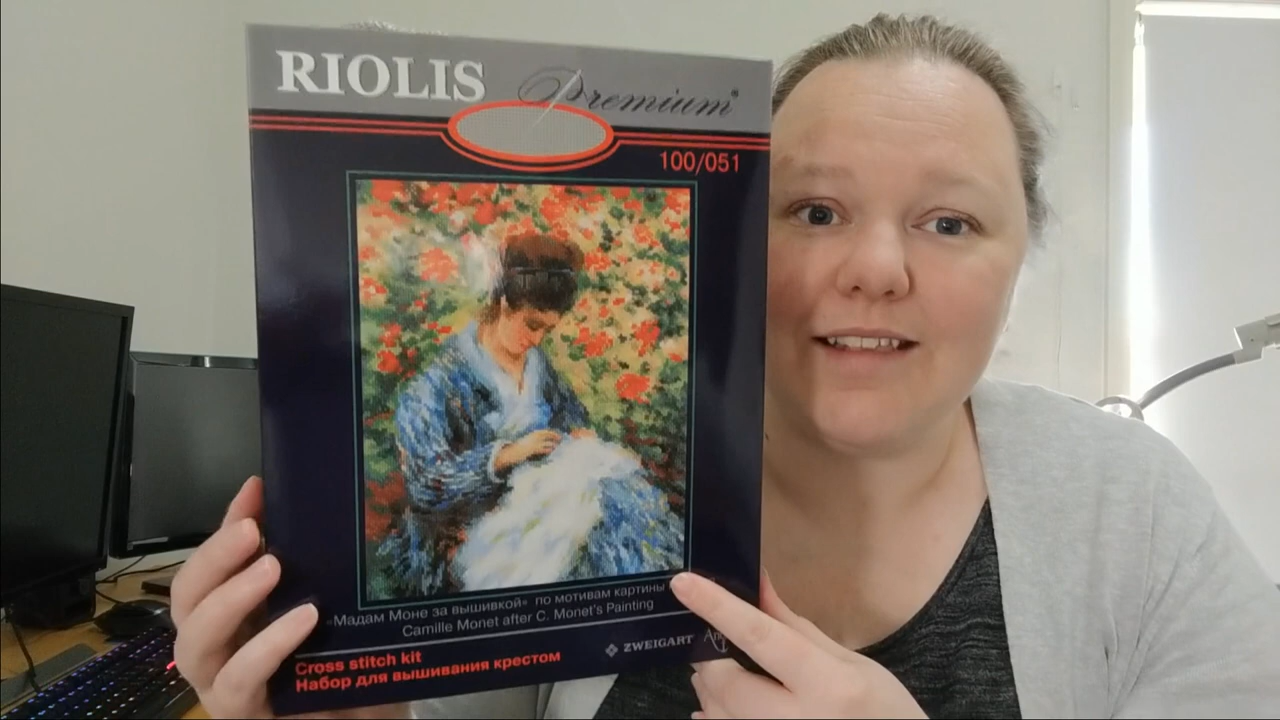 RIOLIS Premium®
100/051
«Мадам Моне за вышивкой» по мотивам картины
Camille Monet after C. Monet's Painting
ZWEIGART
Cross stitch kit
Набор для вышивания крестом